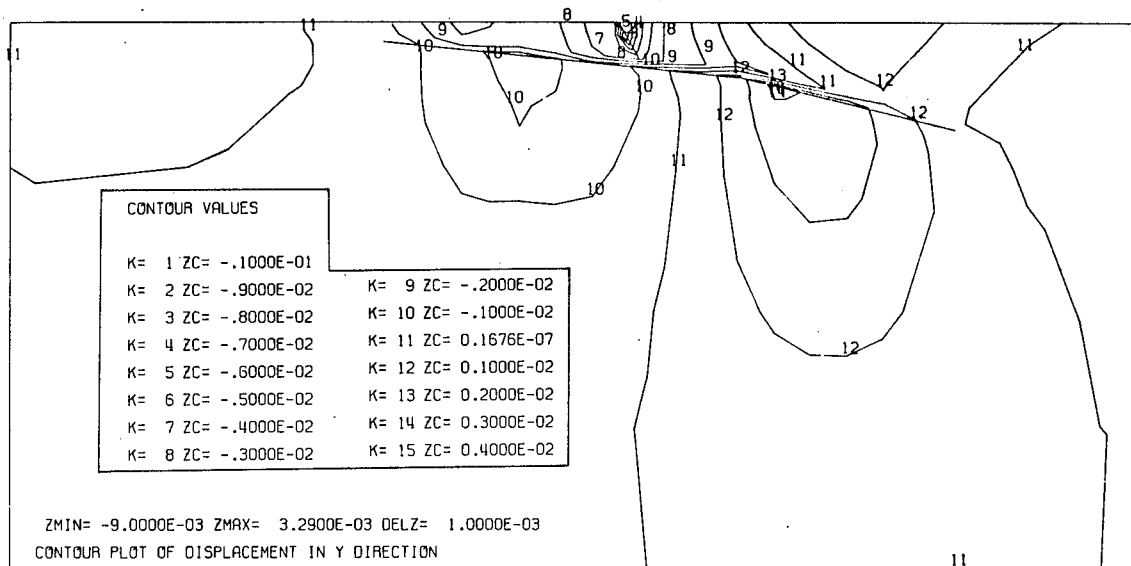 11 8 5 4 8 11
11 9 7 8 9 11
10 10 10 9 12 13 11 12
10 10 14 12
10 12
11
10
12
CONTOUR VALUES
K= 1 ZC= -.1000E-01
K= 2 ZC= -.9000E-02
K= 3 ZC= -.8000E-02
K= 4 ZC= -.7000E-02
K= 5 ZC= -.6000E-02
K= 6 ZC= -.5000E-02
K= 7 ZC= -.4000E-02
K= 8 ZC= -.3000E-02
K= 9 ZC= -.2000E-02
K= 10 ZC= -.1000E-02
K= 11 ZC= 0.1676E-07
K= 12 ZC= 0.1000E-02
K= 13 ZC= 0.2000E-02
K= 14 ZC= 0.3000E-02
K= 15 ZC= 0.4000E-02
ZMIN= -9.0000E-03 ZMAX= 3.2900E-03 DELZ= 1.0000E-03
CONTOUR PLOT OF DISPLACEMENT IN Y DIRECTION
11